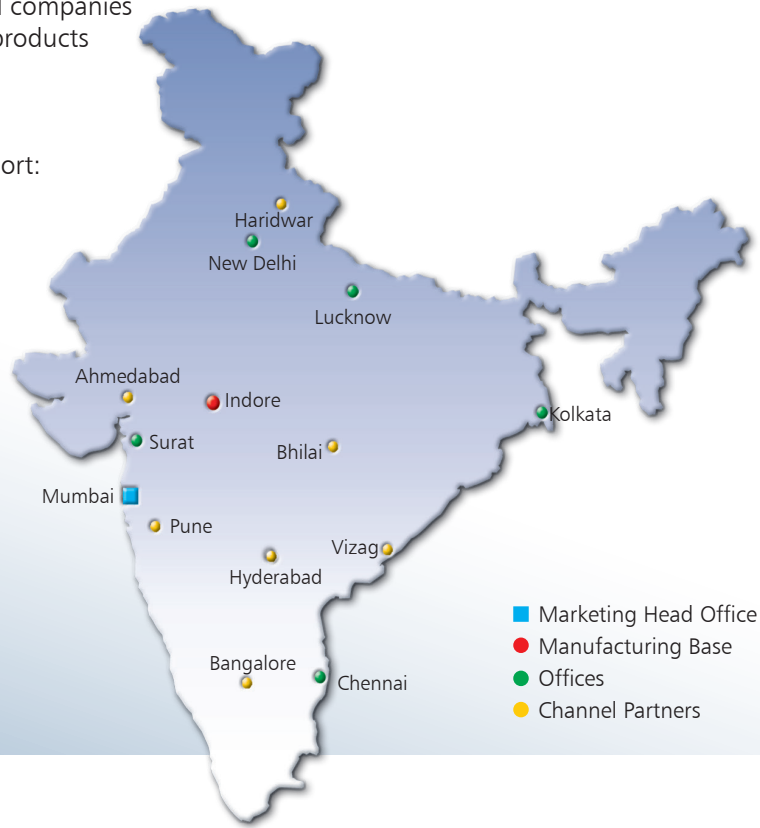 companies
products
ort:
Haridwar
New Delhi
Lucknow
Ahmedabad
Indore
Kolkata
Surat
Bhilai
Mumbai
Pune
Vizag
Hyderabad
Marketing Head Office
Manufacturing Base
Bangalore
Offices
Chennai
Channel Partners